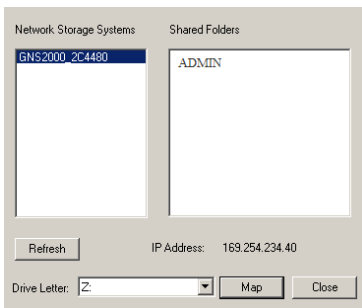 Network Storage Systems Shared Folders
GNS2000_2C4480 ADMIN
Refresh IP Address: 169.254.234.40
Drive Letter: Z: Map Close